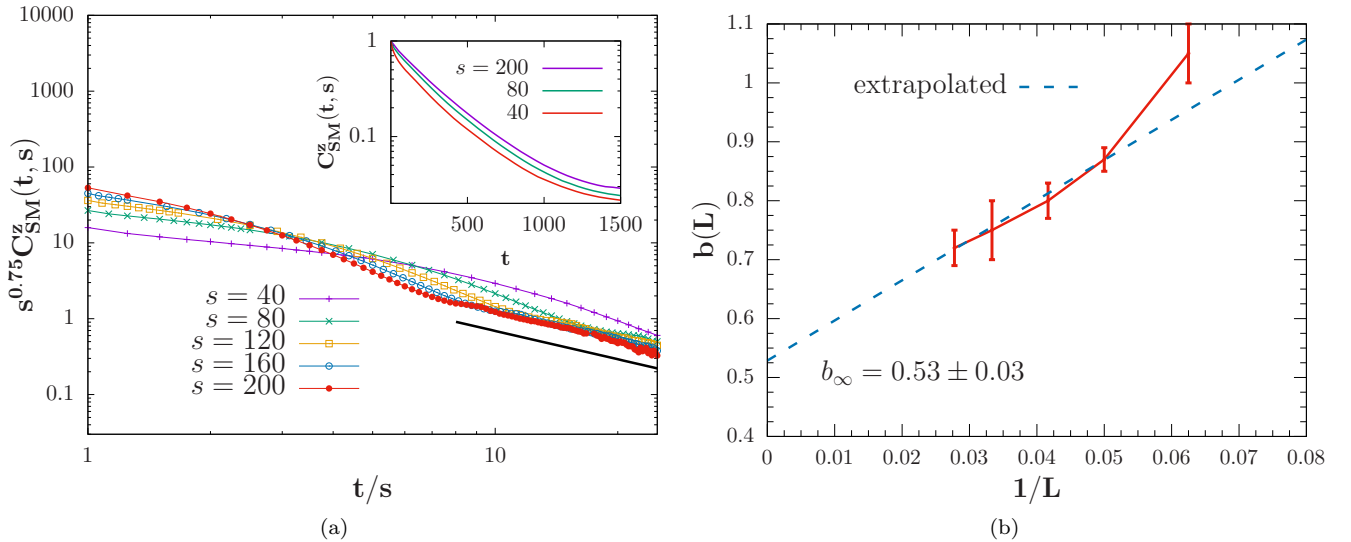 10000
1000
100
10
1
0.1
1
10
s^0.75 C^z_SM(t, s)
t/s
s = 40
s = 80
s = 120
s = 160
s = 200
1
0.1
500
1000
1500
C^z_SM(t, s)
t
s = 200
80
40
(a)
1.1
1
0.9
0.8
0.7
0.6
0.5
0.4
0
0.01
0.02
0.03
0.04
0.05
0.06
0.07
0.08
b(L)
1/L
extrapolated
b_∞ = 0.53 ± 0.03
(b)